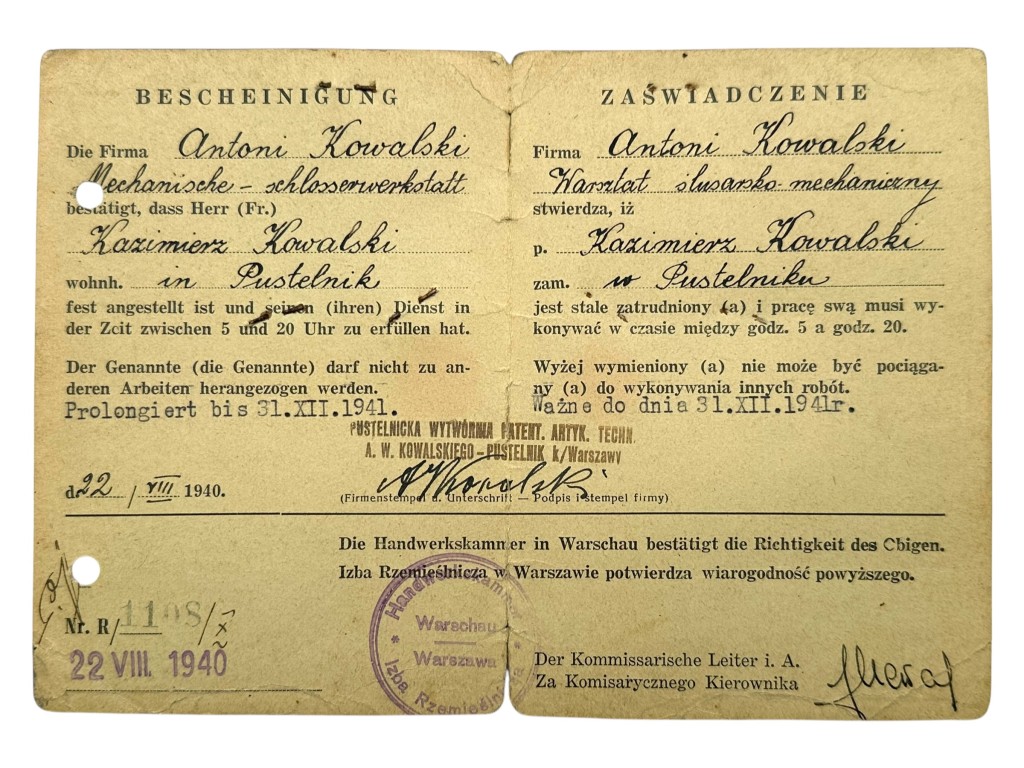 BESCHEINIGUNG
Die Firma Antoni Kowalski
Mechanische - schlosserwerkstatt
bestätigt, dass Herr (Fr.)
Kazimierz Kowalski
wohnh. in Pustelnik
fest angestellt ist und seinen (ihren) Dienst in
der Zcit zwischen 5 und 20 Uhr zu erfüllen hat.
Der Genannte (die Genannte) darf nicht zu an-
deren Arbeiten herangezogen werden.
Prolongiert bis 31.XII.1941.
ZAŚWIADCZENIE
Firma Antoni Kowalski
Warsztat ślusarsko-mechaniczny
stwierdza, iż
p. Kazimierz Kowalski
zam. w Pustelniku
jest stale zatrudniony (a) i pracę swą musi wy-
konywać w czasie między godz. 5 a godz. 20.
Wyżej wymieniony (a) nie może być pociąga-
ny (a) do wykonywania innych robót.
Ważne do dnia 31.XII.1941r.
PUSTELNICKA WYTWÓRNIA PATENT. ARTYK. TECHN.
A. W. KOWALSKIEGO - PUSTELNIK k/Warszawy
AWKowalski
d. 22 / VIII 1940.
(Firmenstempel u. Unterschrift — Podpis i stempel firmy)
Die Handwerkskammer in Warschau bestätigt die Richtigkeit des Obigen.
Izba Rzemieślnicza w Warszawie potwierdza wiarogodność powyższego.
Nr. R/1198/X
22 VIII. 1940
Handwerkskammer
Warschau
Warszawa
Izba Rzemieślnicza
Der Kommissarische Leiter i. A.
Za Komisarycznego Kierownika